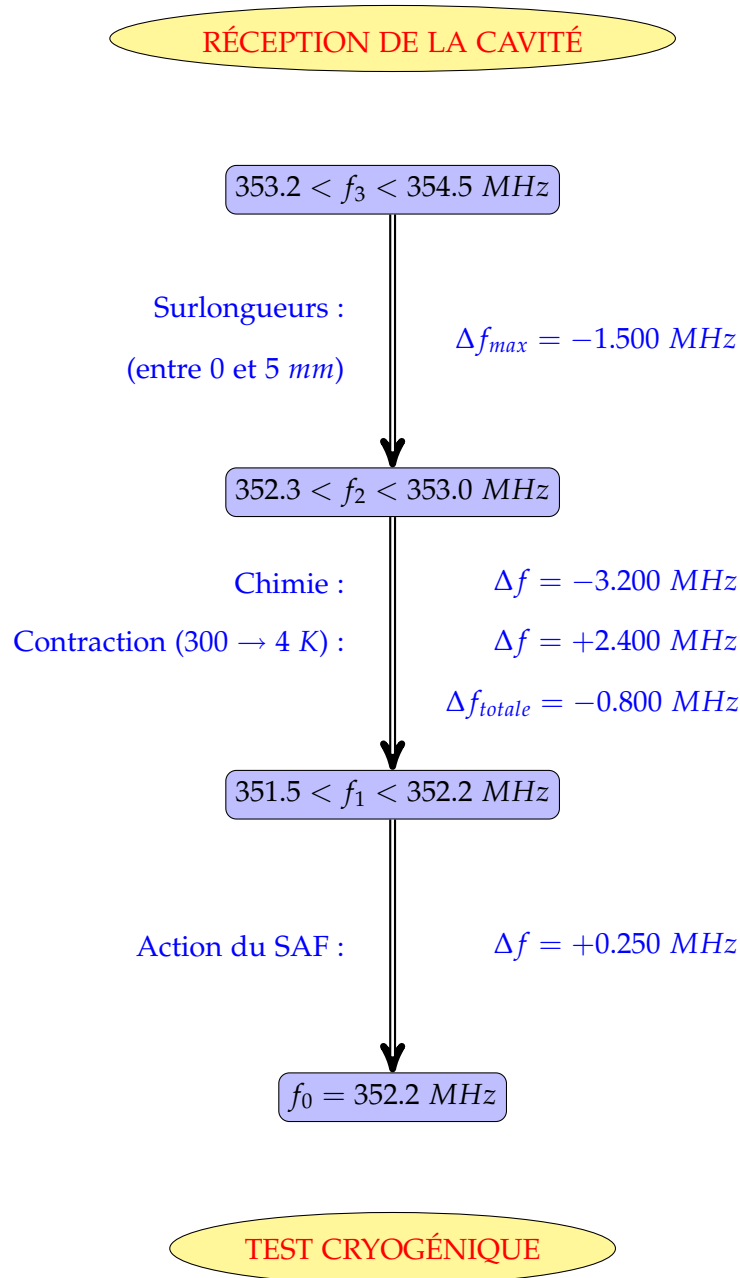 RÉCEPTION DE LA CAVITÉ
353.2 < f₃ < 354.5 MHz
Surlongueurs :
(entre 0 et 5 mm)
Δf_max = −1.500 MHz
352.3 < f₂ < 353.0 MHz
Chimie : Δf = −3.200 MHz
Contraction (300 → 4 K) : Δf = +2.400 MHz
Δf_totale = −0.800 MHz
351.5 < f₁ < 352.2 MHz
Action du SAF : Δf = +0.250 MHz
f₀ = 352.2 MHz
TEST CRYOGÉNIQUE